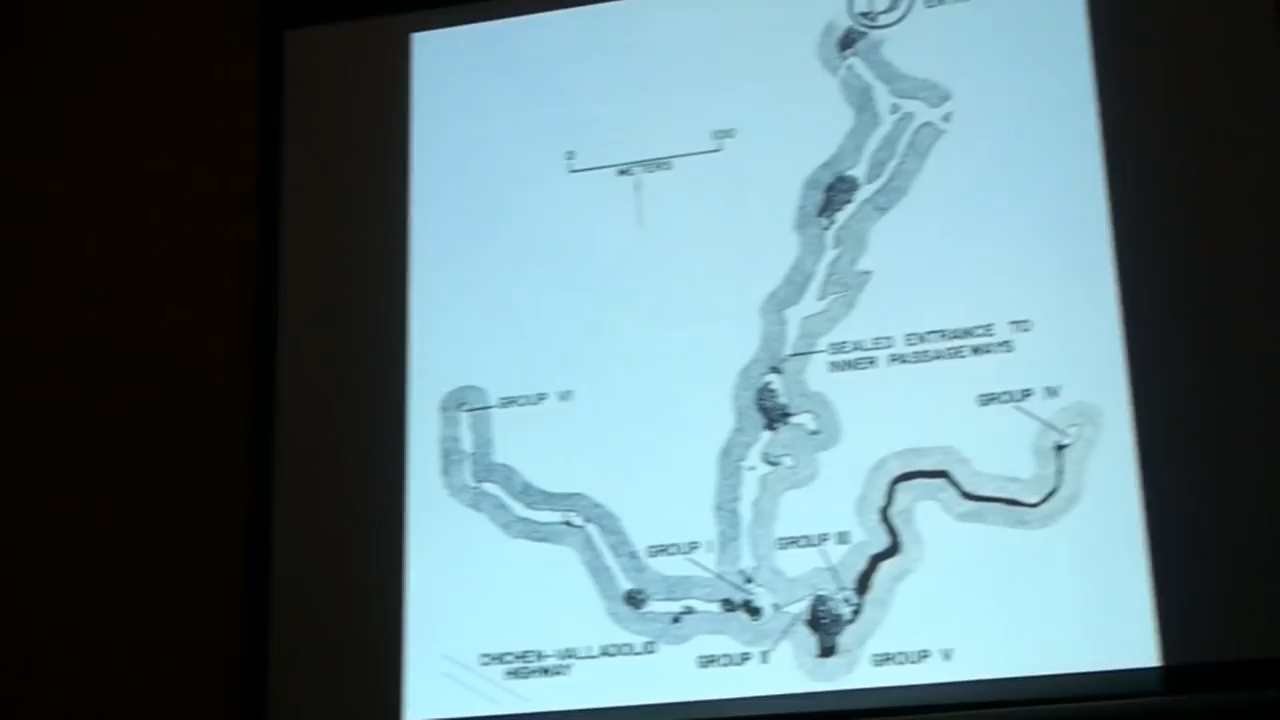 0
100
METERS
SEALED ENTRANCE TO
INNER PASSAGEWAYS
GROUP VI
GROUP IV
GROUP I
GROUP III
CHICHEN-VALLADOLID
HIGHWAY
GROUP II
GROUP V